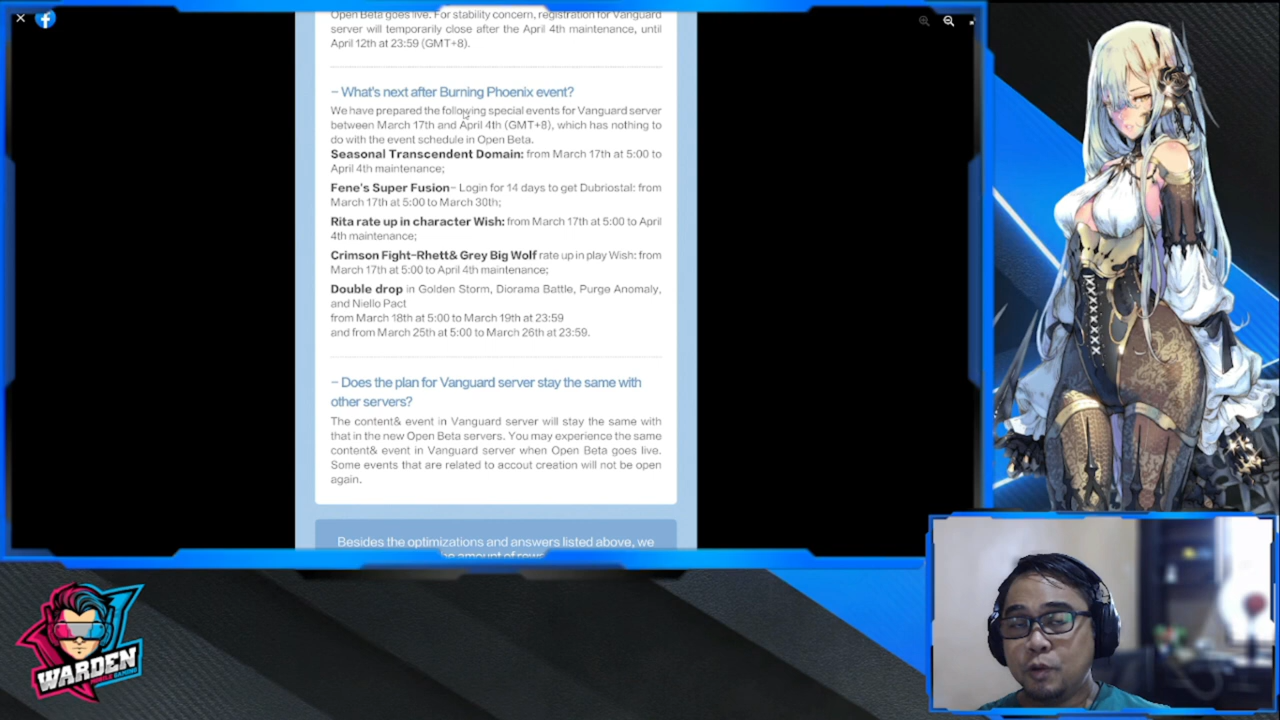 Open Beta goes live. For stability concern, registration for Vanguard
server will temporarily close after the April 4th maintenance, until
April 12th at 23:59 (GMT+8).
– What's next after Burning Phoenix event?
We have prepared the following special events for Vanguard server
between March 17th and April 4th (GMT+8), which has nothing to
do with the event schedule in Open Beta.
Seasonal Transcendent Domain: from March 17th at 5:00 to
April 4th maintenance;
Fene's Super Fusion– Login for 14 days to get Dubriostal: from
March 17th at 5:00 to March 30th;
Rita rate up in character Wish: from March 17th at 5:00 to April
4th maintenance;
Crimson Fight-Rhett& Grey Big Wolf rate up in play Wish: from
March 17th at 5:00 to April 4th maintenance;
Double drop in Golden Storm, Diorama Battle, Purge Anomaly,
and Niello Pact
from March 18th at 5:00 to March 19th at 23:59
and from March 25th at 5:00 to March 26th at 23:59.
– Does the plan for Vanguard server stay the same with
other servers?
The content& event in Vanguard server will stay the same with
that in the new Open Beta servers. You may experience the same
content& event in Vanguard server when Open Beta goes live.
Some events that are related to accout creation will not be open
again.
Besides the optimizations and answers listed above, we
amount of
WARDEN
MOBILE GAMING